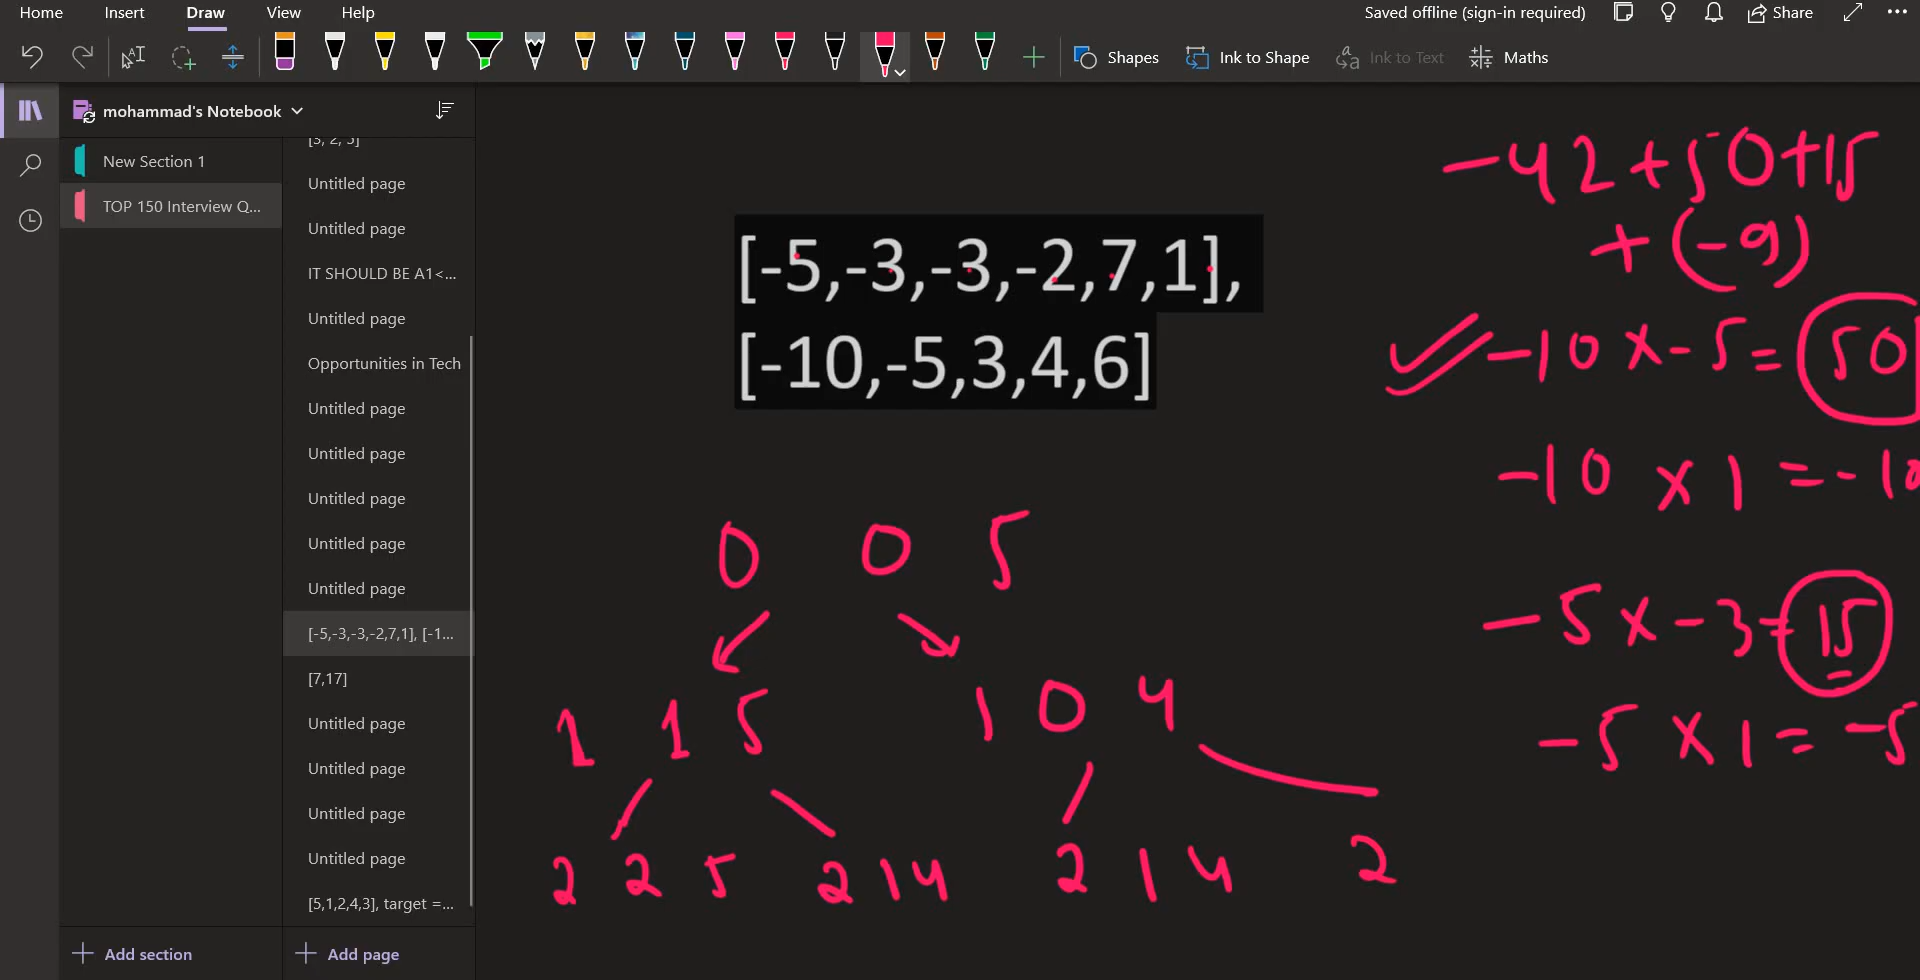 Home Insert Draw View Help Saved offline (sign-in required) Share
Shapes Ink to Shape Ink to Text Maths
mohammad's Notebook
New Section 1
TOP 150 Interview Q...
[3, 2, 5]
Untitled page
Untitled page
IT SHOULD BE A1<...
Untitled page
Opportunities in Tech
Untitled page
Untitled page
Untitled page
Untitled page
Untitled page
[-5,-3,-3,-2,7,1], [-1...
[7,17]
Untitled page
Untitled page
Untitled page
Untitled page
[5,1,2,4,3], target =...
Add section
Add page
[-5,-3,-3,-2,7,1],
[-10,-5,3,4,6]
0 0 5
1 1 5 1 0 4
2 2 5 2 1 4 2 1 4 2
-42+50+15
+(-9)
-10 x -5 = 50
-10 x 1 = -10
-5 x -3 = 15
-5 x 1 = -5